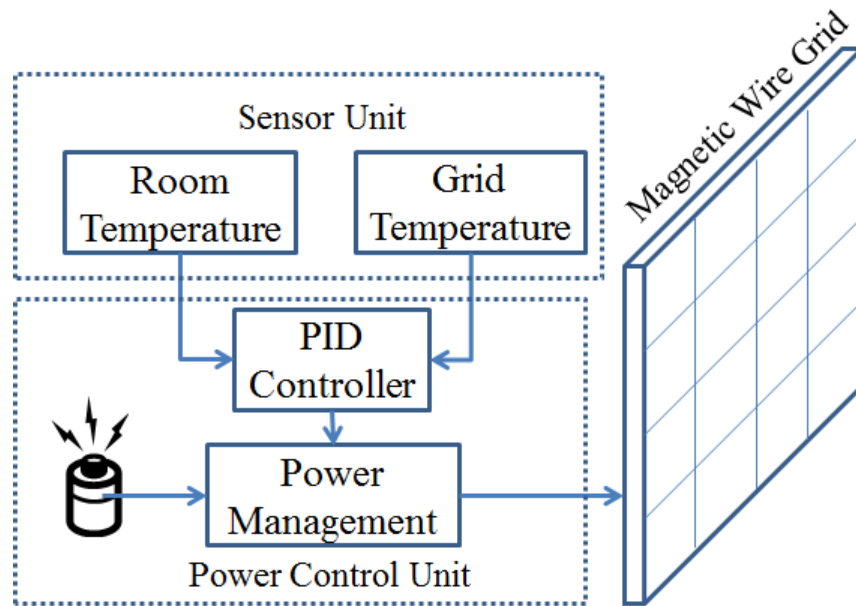 Sensor Unit
Room
Temperature
Grid
Temperature
Magnetic Wire Grid
PID
Controller
Power
Management
Power Control Unit